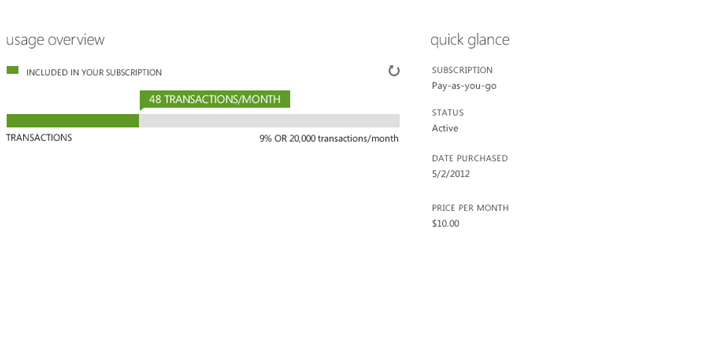 usage overview
INCLUDED IN YOUR SUBSCRIPTION
48 TRANSACTIONS/MONTH
TRANSACTIONS
9% OR 20,000 transactions/month
quick glance
SUBSCRIPTION
Pay-as-you-go
STATUS
Active
DATE PURCHASED
5/2/2012
PRICE PER MONTH
$10.00